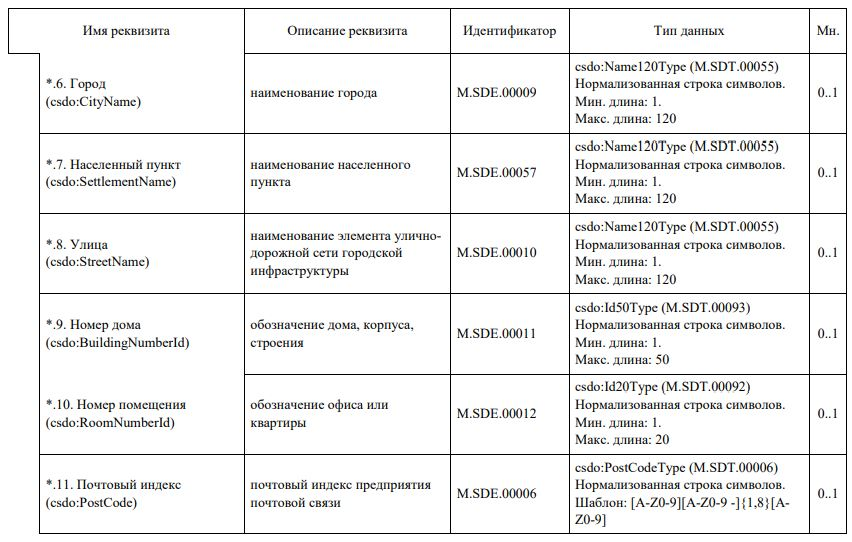 Имя реквизита
Описание реквизита
Идентификатор
Тип данных
Мн.
*.6. Город
(csdo:CityName)
наименование города
M.SDE.00009
csdo:Name120Type (M.SDT.00055)
Нормализованная строка символов.
Мин. длина: 1.
Макс. длина: 120
0..1
*.7. Населенный пункт
(csdo:SettlementName)
наименование населенного
пункта
M.SDE.00057
csdo:Name120Type (M.SDT.00055)
Нормализованная строка символов.
Мин. длина: 1.
Макс. длина: 120
0..1
*.8. Улица
(csdo:StreetName)
наименование элемента улично-
дорожной сети городской
инфраструктуры
M.SDE.00010
csdo:Name120Type (M.SDT.00055)
Нормализованная строка символов.
Мин. длина: 1.
Макс. длина: 120
0..1
*.9. Номер дома
(csdo:BuildingNumberId)
обозначение дома, корпуса,
строения
M.SDE.00011
csdo:Id50Type (M.SDT.00093)
Нормализованная строка символов.
Мин. длина: 1.
Макс. длина: 50
0..1
*.10. Номер помещения
(csdo:RoomNumberId)
обозначение офиса или
квартиры
M.SDE.00012
csdo:Id20Type (M.SDT.00092)
Нормализованная строка символов.
Мин. длина: 1.
Макс. длина: 20
0..1
*.11. Почтовый индекс
(csdo:PostCode)
почтовый индекс предприятия
почтовой связи
M.SDE.00006
csdo:PostCodeType (M.SDT.00006)
Нормализованная строка символов.
Шаблон: [A-Z0-9][A-Z0-9 -]{1,8}[A-
Z0-9]
0..1